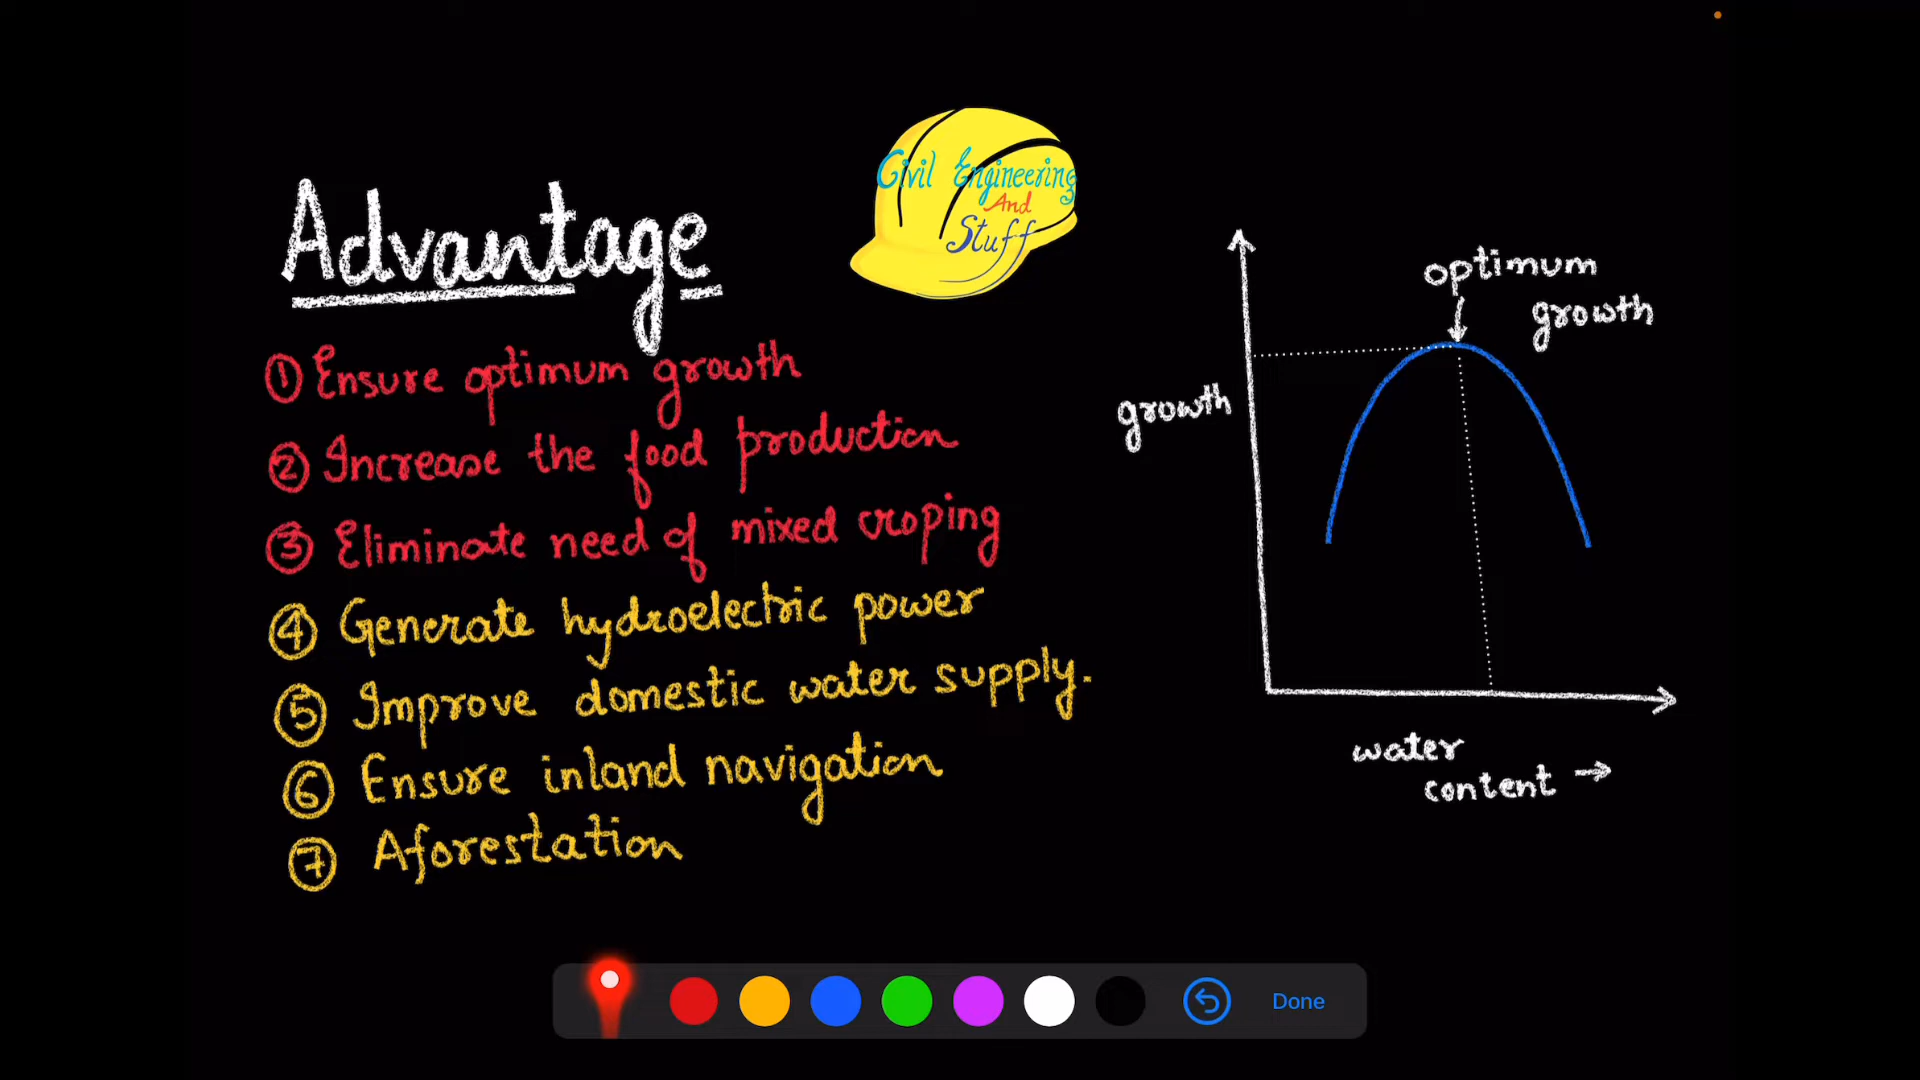 Civil Engineering
And
Stuff
Advantage
① Ensure optimum growth
② Increase the food production
③ Eliminate need of mixed croping
④ Generate hydroelectric power
⑤ Improve domestic water supply.
⑥ Ensure inland navigation
⑦ Aforestation
optimum
growth
growth
water
content →
Done